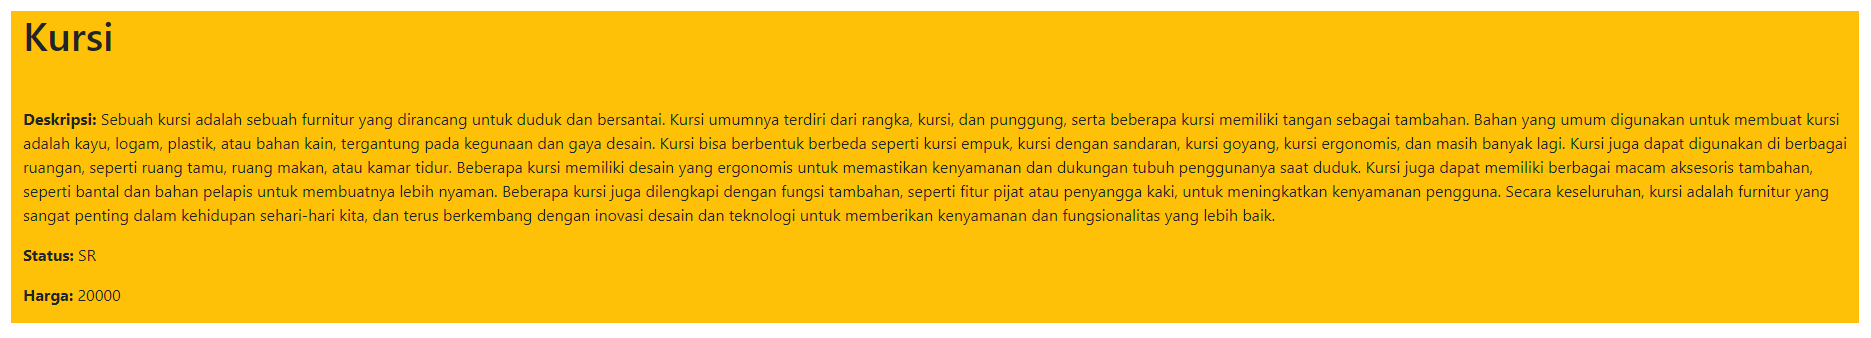 Kursi
Deskripsi: Sebuah kursi adalah sebuah furnitur yang dirancang untuk duduk dan bersantai. Kursi umumnya terdiri dari rangka, kursi, dan punggung, serta beberapa kursi memiliki tangan sebagai tambahan. Bahan yang umum digunakan untuk membuat kursi
adalah kayu, logam, plastik, atau bahan kain, tergantung pada kegunaan dan gaya desain. Kursi bisa berbentuk berbeda seperti kursi empuk, kursi dengan sandaran, kursi goyang, kursi ergonomis, dan masih banyak lagi. Kursi juga dapat digunakan di berbagai
ruangan, seperti ruang tamu, ruang makan, atau kamar tidur. Beberapa kursi memiliki desain yang ergonomis untuk memastikan kenyamanan dan dukungan tubuh penggunanya saat duduk. Kursi juga dapat memiliki berbagai macam aksesoris tambahan,
seperti bantal dan bahan pelapis untuk membuatnya lebih nyaman. Beberapa kursi juga dilengkapi dengan fungsi tambahan, seperti fitur pijat atau penyangga kaki, untuk meningkatkan kenyamanan pengguna. Secara keseluruhan, kursi adalah furnitur yang
sangat penting dalam kehidupan sehari-hari kita, dan terus berkembang dengan inovasi desain dan teknologi untuk memberikan kenyamanan dan fungsionalitas yang lebih baik.
Status: SR
Harga: 20000